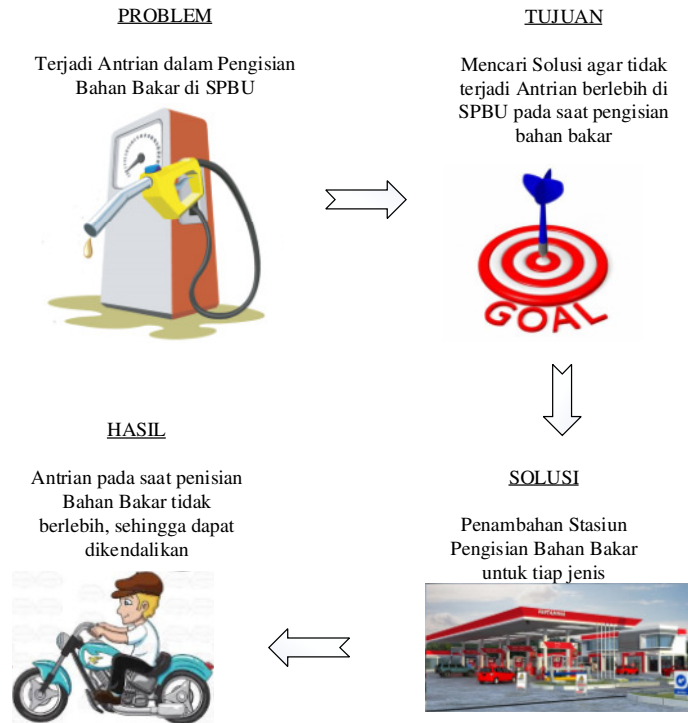 PROBLEM
Terjadi Antrian dalam Pengisian
Bahan Bakar di SPBU
TUJUAN
Mencari Solusi agar tidak
terjadi Antrian berlebih di
SPBU pada saat pengisian
bahan bakar
GOAL
SOLUSI
Penambahan Stasiun
Pengisian Bahan Bakar
untuk tiap jenis
PERTAMINA
HASIL
Antrian pada saat penisian
Bahan Bakar tidak
berlebih, sehingga dapat
dikendalikan